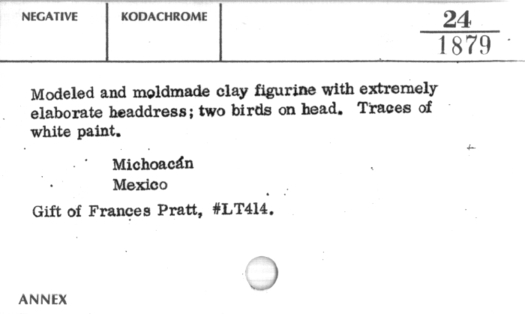 NEGATIVE
KODACHROME
24
1879
Modeled and moldmade clay figurine with extremely
elaborate headdress; two birds on head. Traces of
white paint.
Michoacán
Mexico
Gift of Frances Pratt, #LT414.
ANNEX